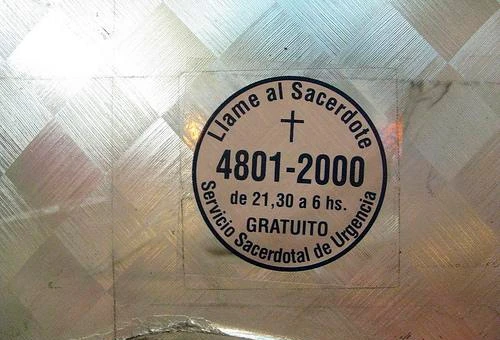 Llame al Sacerdote
4801-2000
de 21,30 a 6 hs.
GRATUITO
Servicio Sacerdotal de Urgencia